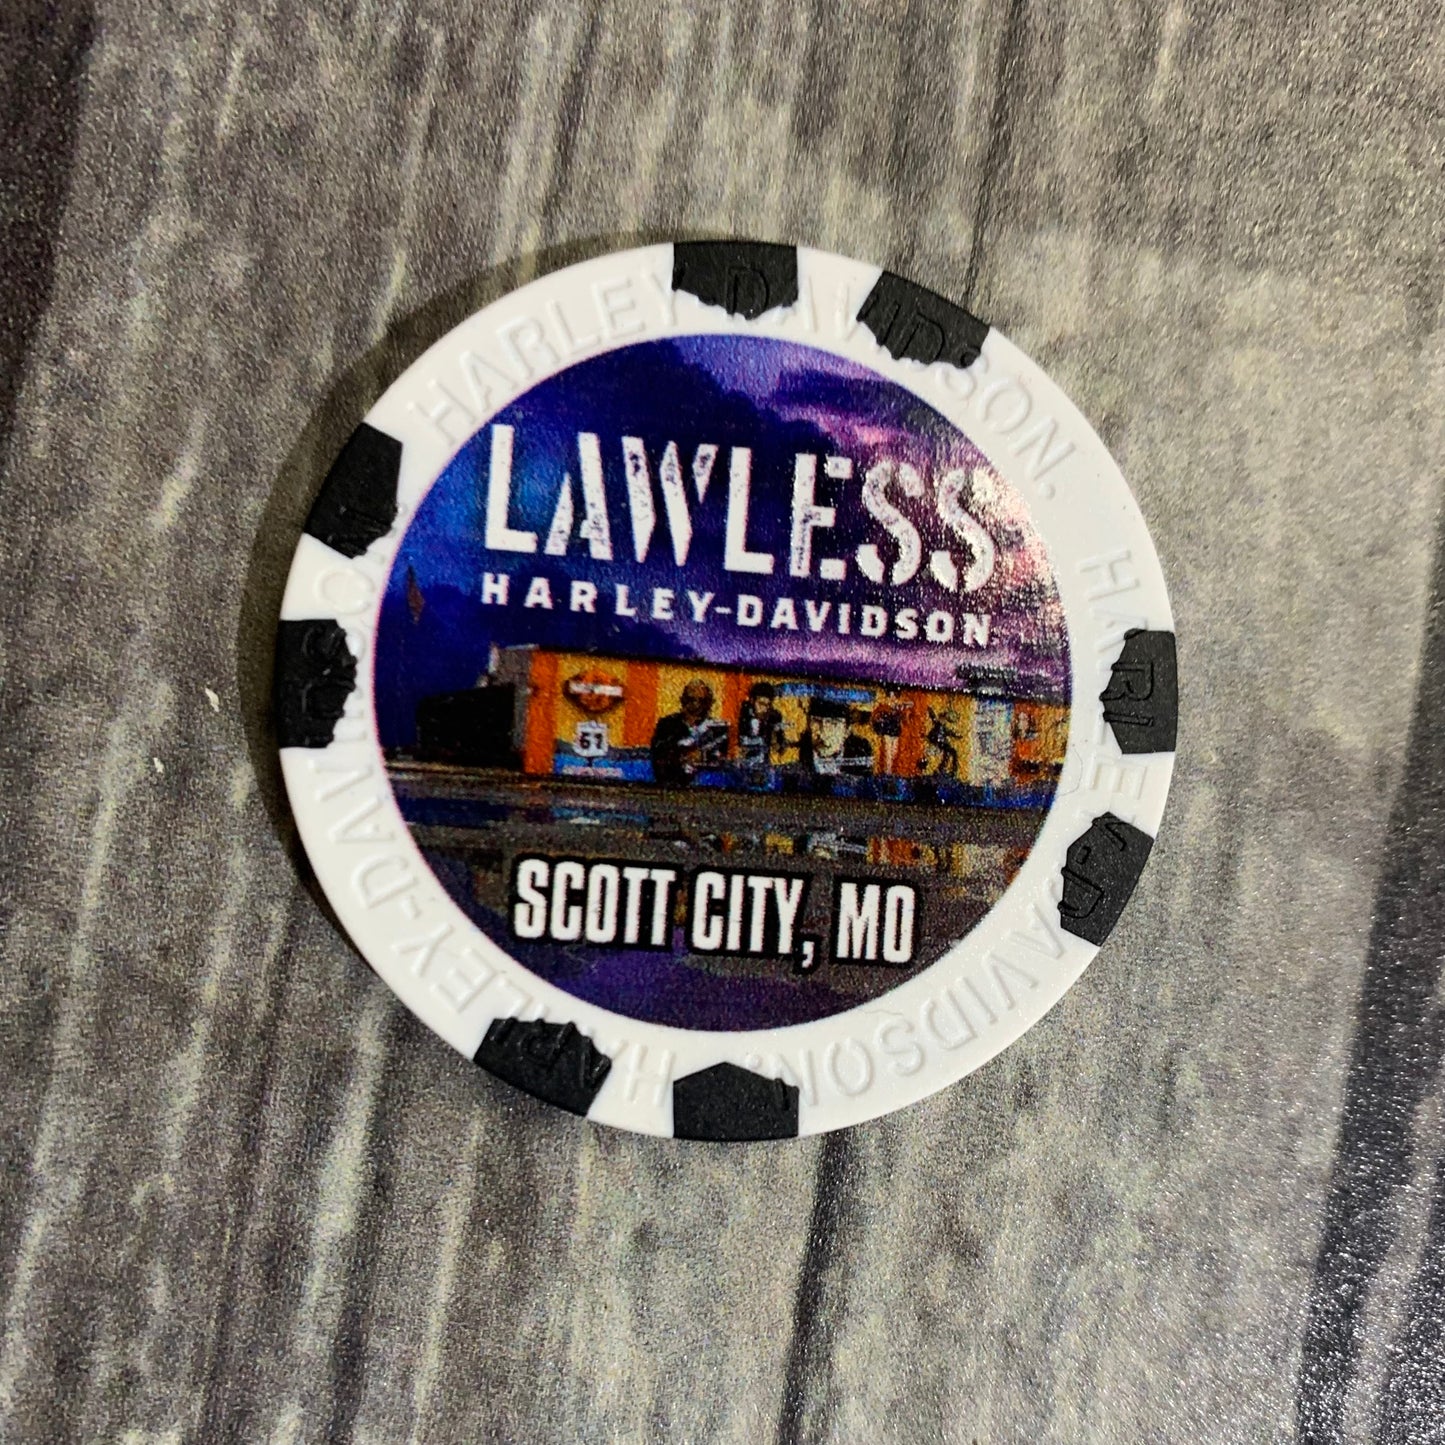 LAWLESS
HARLEY-DAVIDSON
61
SCOTT CITY, MO
HARLEY-DAVIDSON.
HARLEY-DAVIDSON.
HARLEY-DAVIDSON.